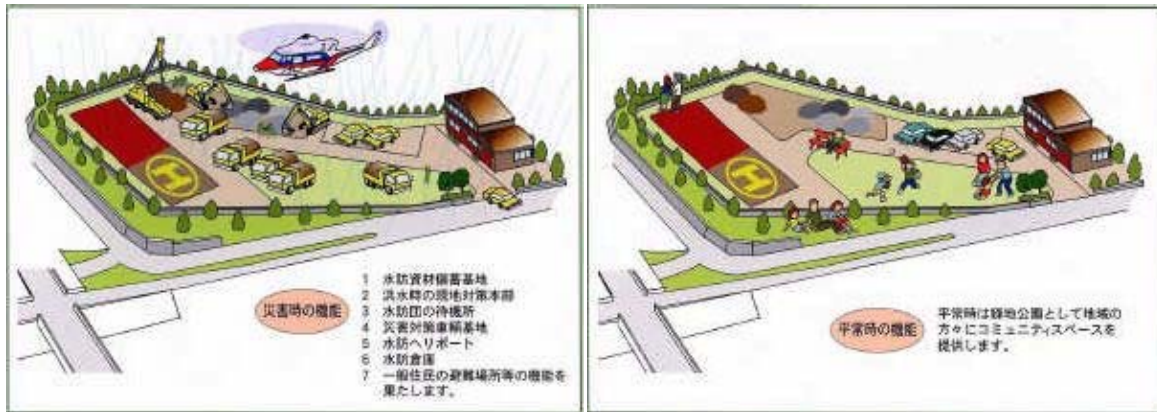 災害時の機能
1 水防資材備蓄基地
2 洪水時の現地対策本部
3 水防団の待機所
4 災害対策車輌基地
5 水防ヘリポート
6 水防倉庫
7 一般住民の避難場所等の機能を
果たします。
平常時の機能
平常時は緑地公園として地域の
方々にコミュニティスペースを
提供します。
H
H